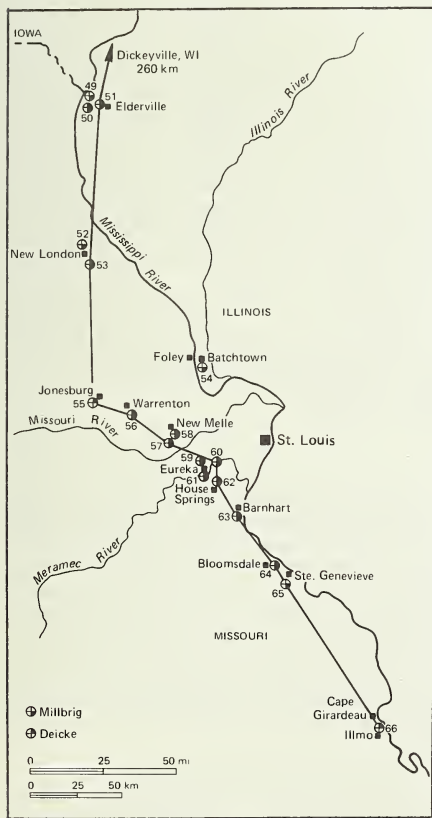 IOWA
Dickeyville, WI
260 km
49
51
50
Elderville
Illinois River
Mississippi
River
52
New London
53
ILLINOIS
Foley
Batchtown
54
Jonesburg
55
Warrenton
56
Missouri
River
New Melle
58
57
St. Louis
59
60
Eureka
61
62
House
Springs
Barnhart
63
Meramec
River
Bloomsdale
64
Ste. Genevieve
65
MISSOURI
Cape
Girardeau
66
Illmo
Millbrig
Deicke
0 25 50 mi
0 25 50 km